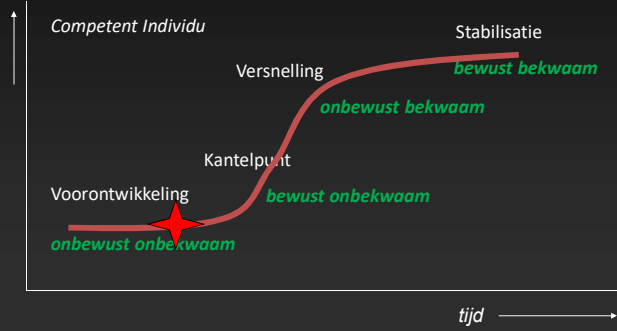 Competent Individu
Stabilisatie
bewust bekwaam
Versnelling
onbewust bekwaam
Kantelpunt
bewust onbekwaam
Voorontwikkeling
onbewust onbekwaam
tijd